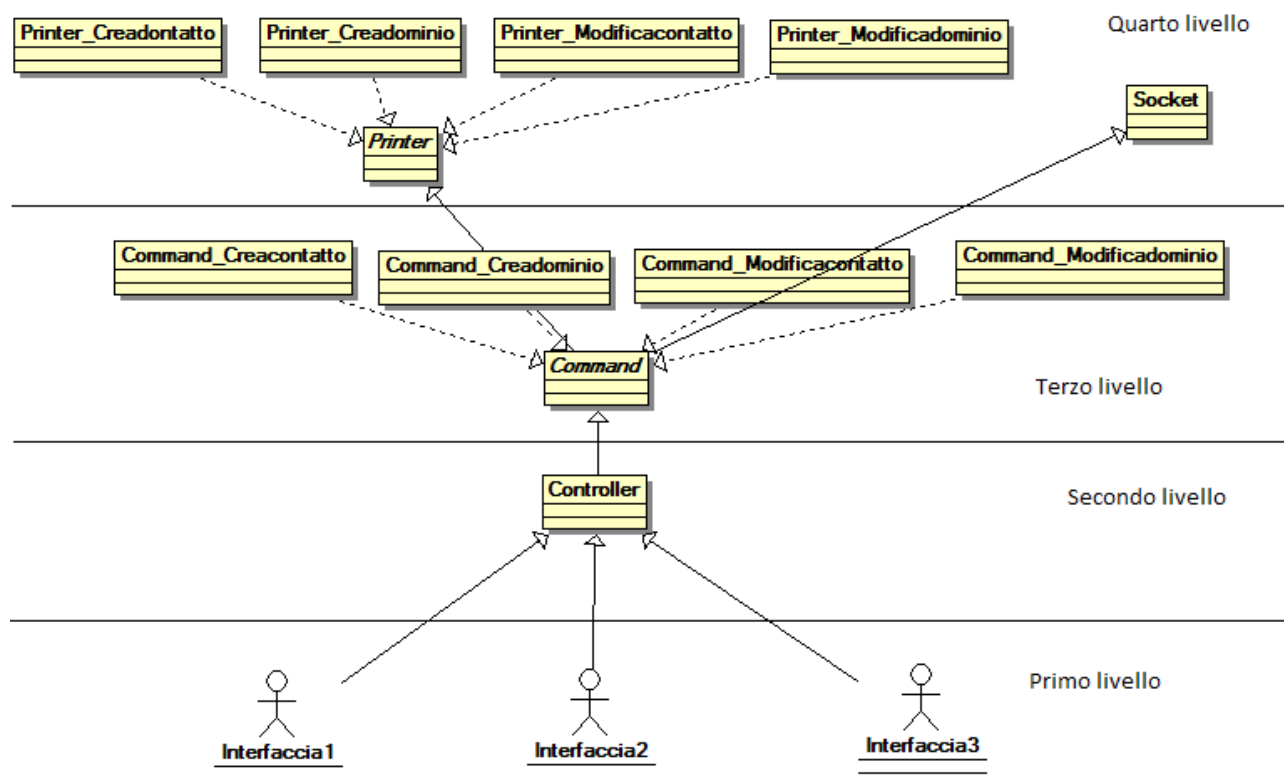 Printer_Creadontatto
Printer_Creadominio
Printer_Modificacontatto
Printer_Modificadominio
Quarto livello
Socket
Printer
Command_Creacontatto
Command_Creadominio
Command_Modificacontatto
Command_Modificadominio
Command
Terzo livello
Controller
Secondo livello
Primo livello
Interfaccia1
Interfaccia2
Interfaccia3